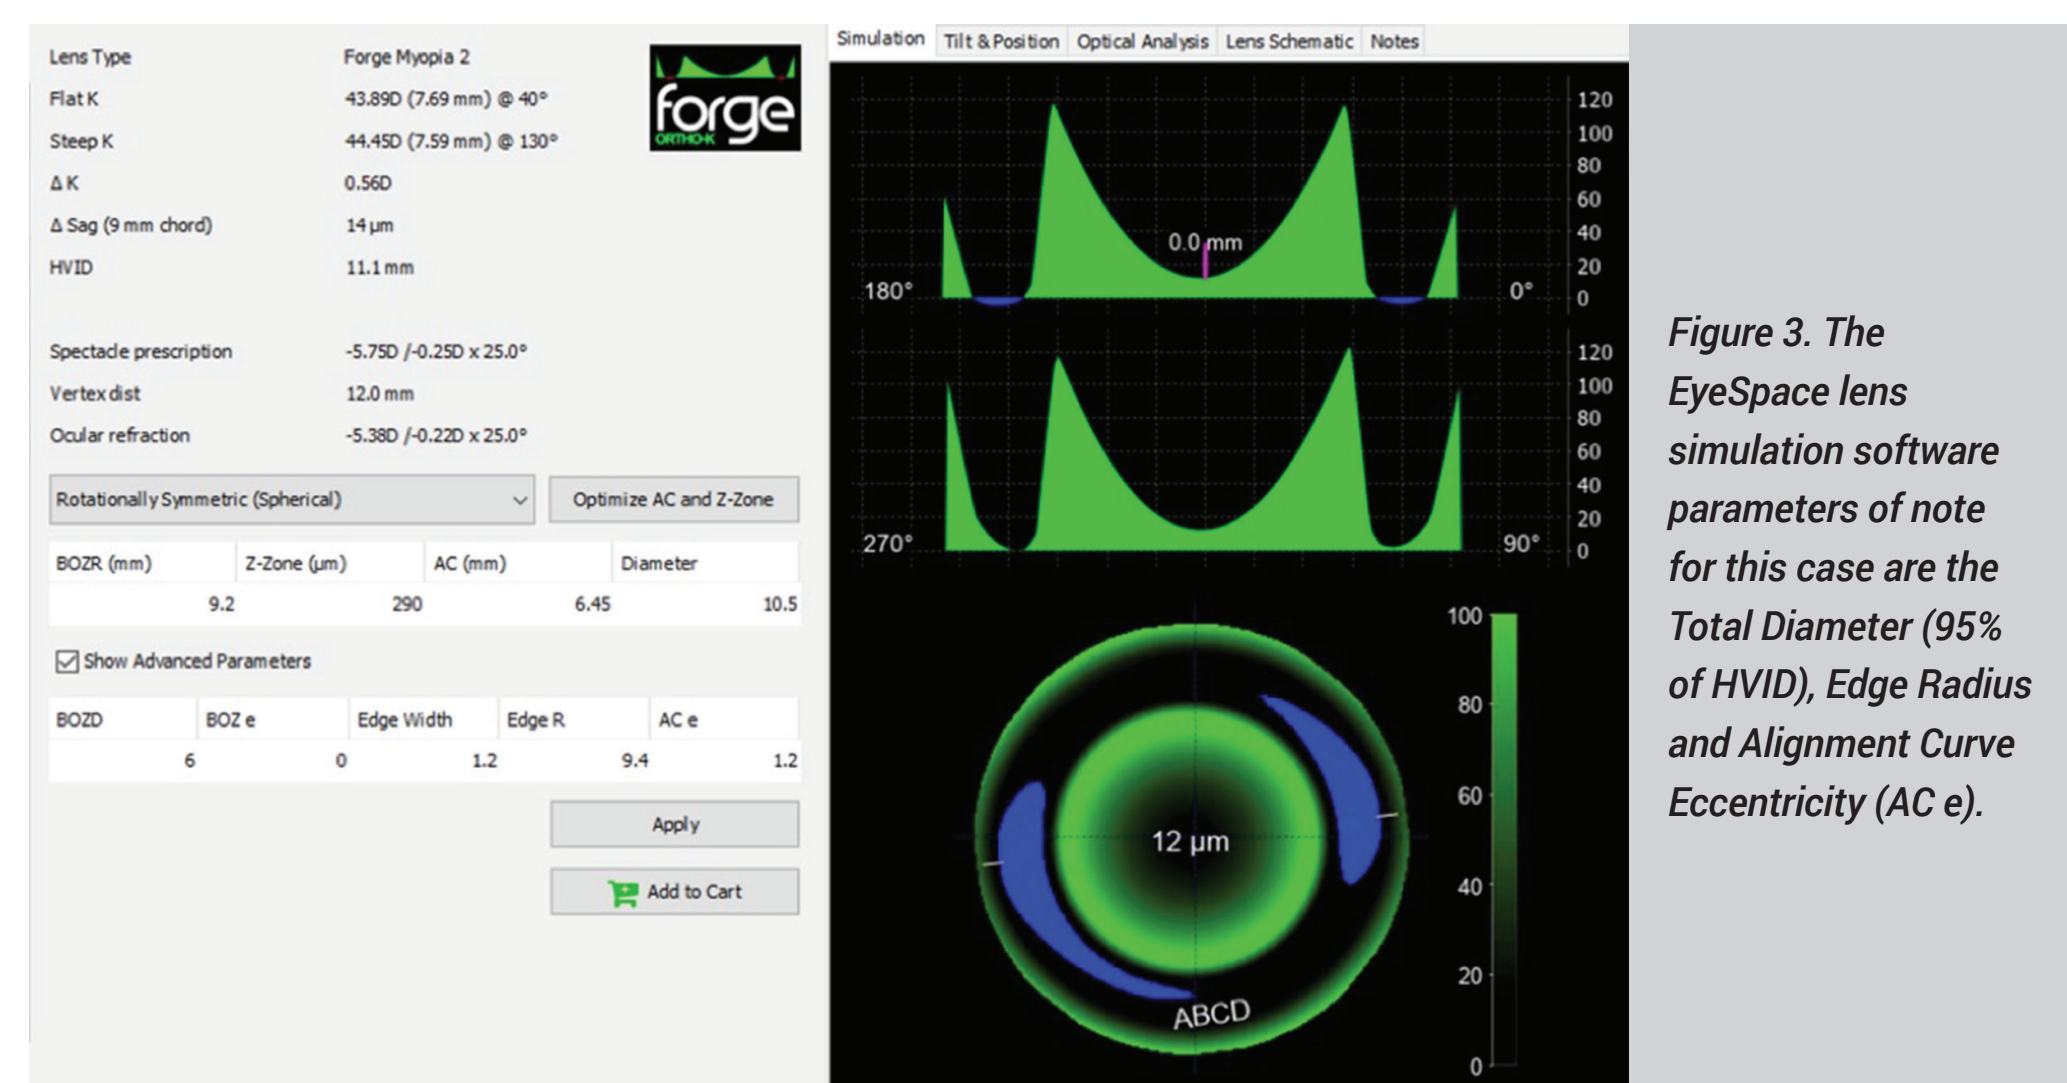 Lens Type Forge Myopia 2
Flat K 43.89D (7.69 mm) @ 40°
Steep K 44.45D (7.59 mm) @ 130°
Δ K 0.56D
Δ Sag (9 mm chord) 14 µm
HVID 11.1 mm
Spectacle prescription -5.75D /-0.25D x 25.0°
Vertex dist 12.0 mm
Ocular refraction -5.38D /-0.22D x 25.0°
forge
ORTHO-K
Rotationally Symmetric (Spherical) Optimize AC and Z-Zone
BOZR (mm) Z-Zone (µm) AC (mm) Diameter
9.2 290 6.45 10.5
Show Advanced Parameters
BOZD BOZ e Edge Width Edge R AC e
6 0 1.2 9.4 1.2
Apply
Add to Cart
Simulation Tilt & Position Optical Analysis Lens Schematic Notes
120
100
80
60
40
20
0
0.0 mm
180° 0°
120
100
80
60
40
20
0
270° 90°
100
80
60
40
20
0
12 µm
ABCD
Figure 3. The
EyeSpace lens
simulation software
parameters of note
for this case are the
Total Diameter (95%
of HVID), Edge Radius
and Alignment Curve
Eccentricity (AC e).